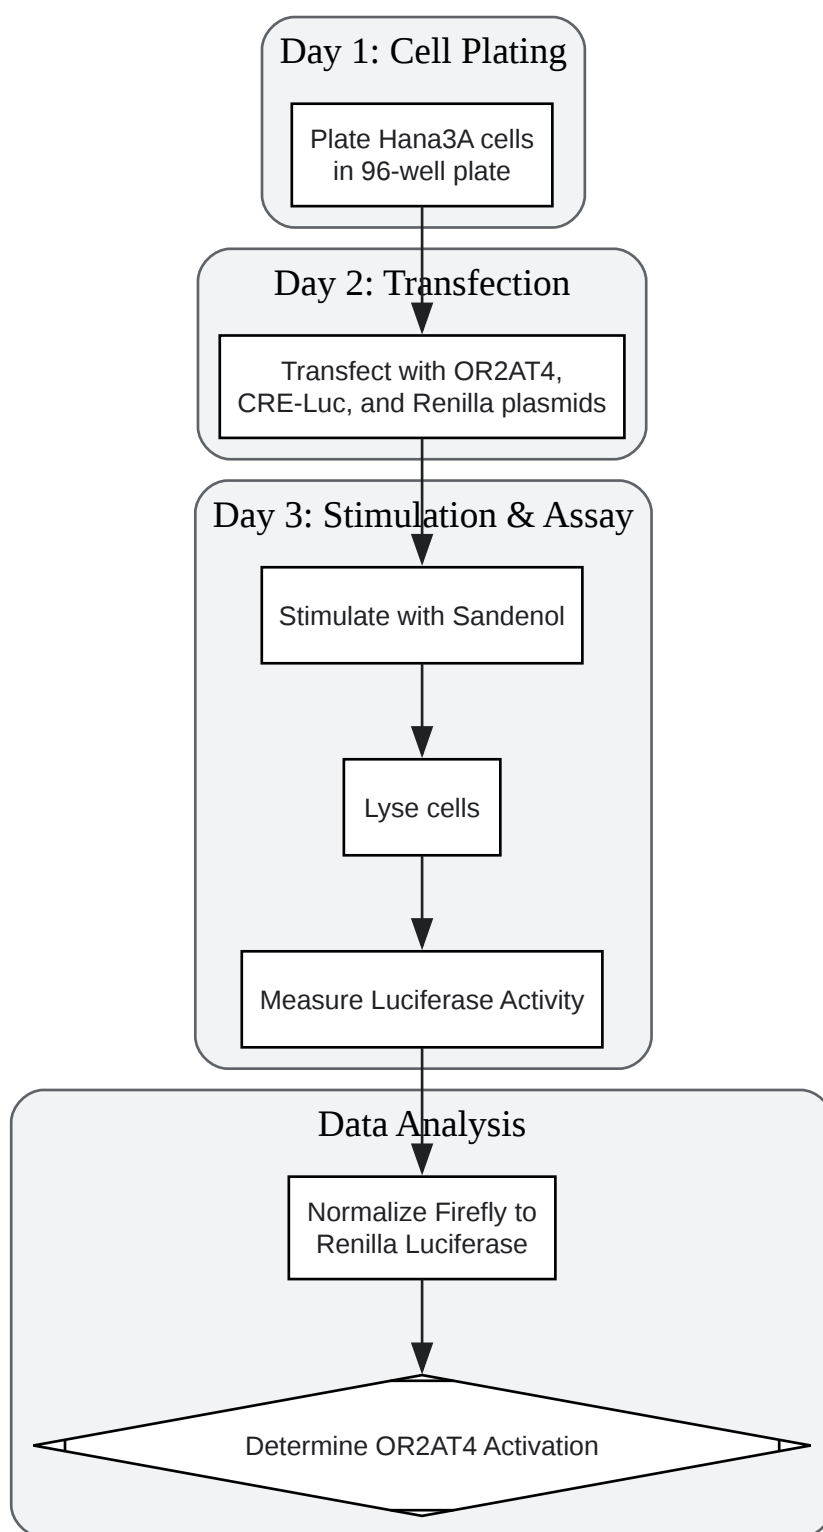 Day 1: Cell Plating
Plate Hana3A cells
in 96-well plate
Day 2: Transfection
Transfect with OR2AT4,
CRE-Luc, and Renilla plasmids
Day 3: Stimulation & Assay
Stimulate with Sandenol
Lyse cells
Measure Luciferase Activity
Data Analysis
Normalize Firefly to
Renilla Luciferase
Determine OR2AT4 Activation